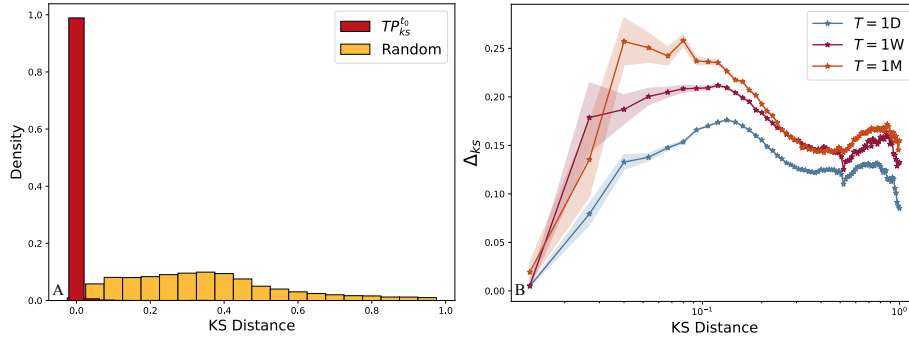 1.0
0.8
0.6
0.4
0.2
0.0
Density
TP_{ks}^{t_0}
Random
A
0.0 0.2 0.4 0.6 0.8 1.0
KS Distance
0.25
0.20
0.15
0.10
0.05
0.00
Δ_{ks}
T = 1D
T = 1W
T = 1M
B
10^{-1} 10^{0}
KS Distance